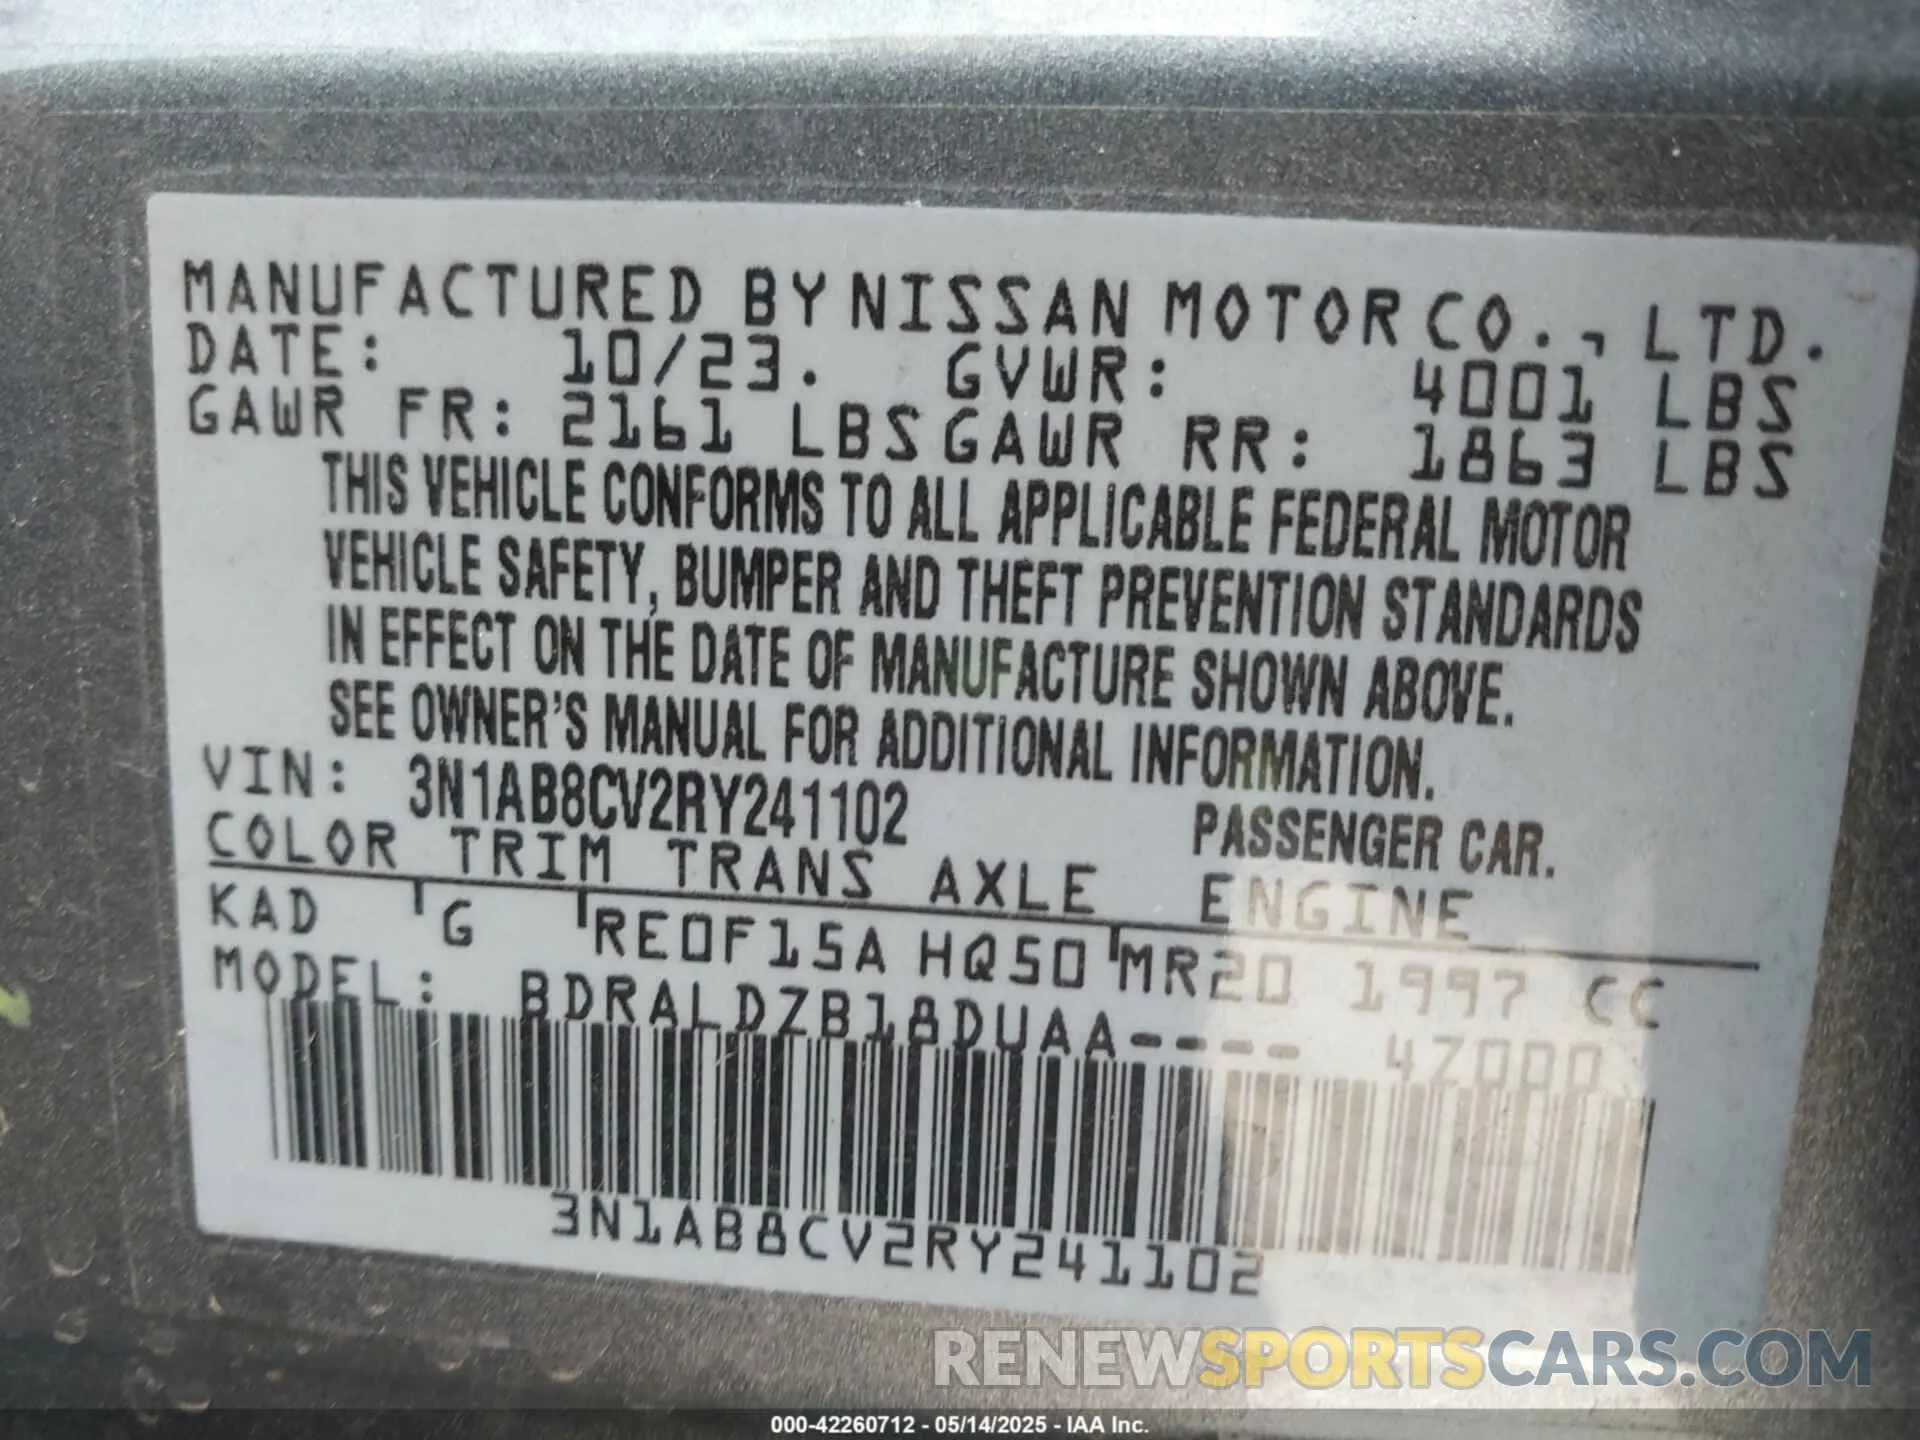 MANUFACTURED BY NISSAN MOTOR CO., LTD.
DATE: 10/23. GVWR: 4001 LBS
GAWR FR: 2161 LBS GAWR RR: 1863 LBS
THIS VEHICLE CONFORMS TO ALL APPLICABLE FEDERAL MOTOR
VEHICLE SAFETY, BUMPER AND THEFT PREVENTION STANDARDS
IN EFFECT ON THE DATE OF MANUFACTURE SHOWN ABOVE.
SEE OWNER'S MANUAL FOR ADDITIONAL INFORMATION.
VIN: 3N1AB8CV2RY241102 PASSENGER CAR.
COLOR TRIM TRANS AXLE ENGINE
KAD G RE0F15A HQ50 MR20 1997 CC
MODEL: BDRALDZB18DUAA---- 4Z000
3N1AB8CV2RY241102
RENEWSPORTSCARS.COM
000-42260712 - 05/14/2025 - IAA Inc.